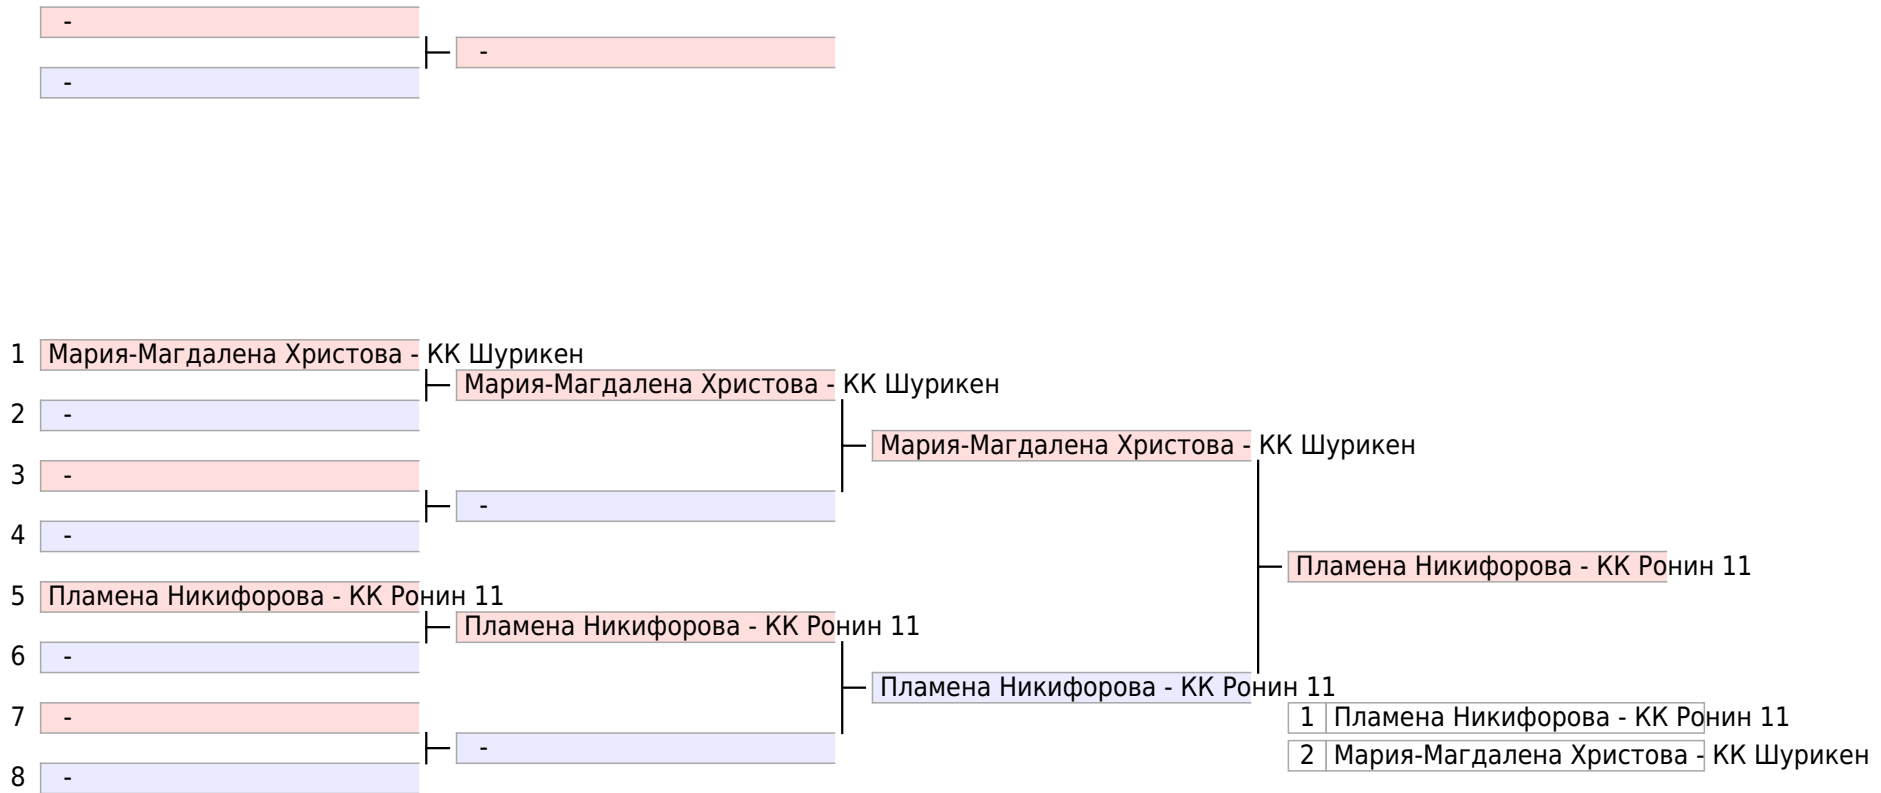 -
-
-
1 Мария-Магдалена Христова - КК Шурикен
Мария-Магдалена Христова - КК Шурикен
2 -
Мария-Магдалена Христова - КК Шурикен
3 -
-
4 -
Пламена Никифорова - КК Ронин 11
5 Пламена Никифорова - КК Ронин 11
Пламена Никифорова - КК Ронин 11
6 -
Пламена Никифорова - КК Ронин 11
7 -
1 Пламена Никифорова - КК Ронин 11
-
2 Мария-Магдалена Христова - КК Шурикен
8 -